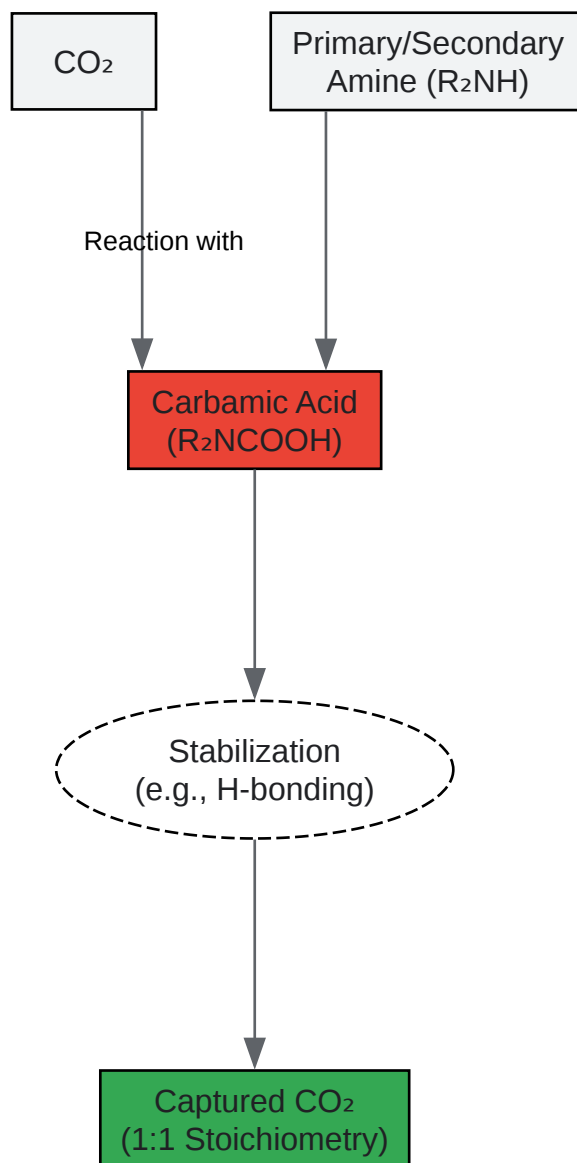 CO₂
Primary/Secondary
Amine (R₂NH)
Reaction with
Carbamic Acid
(R₂NCOOH)
Stabilization
(e.g., H-bonding)
Captured CO₂
(1:1 Stoichiometry)